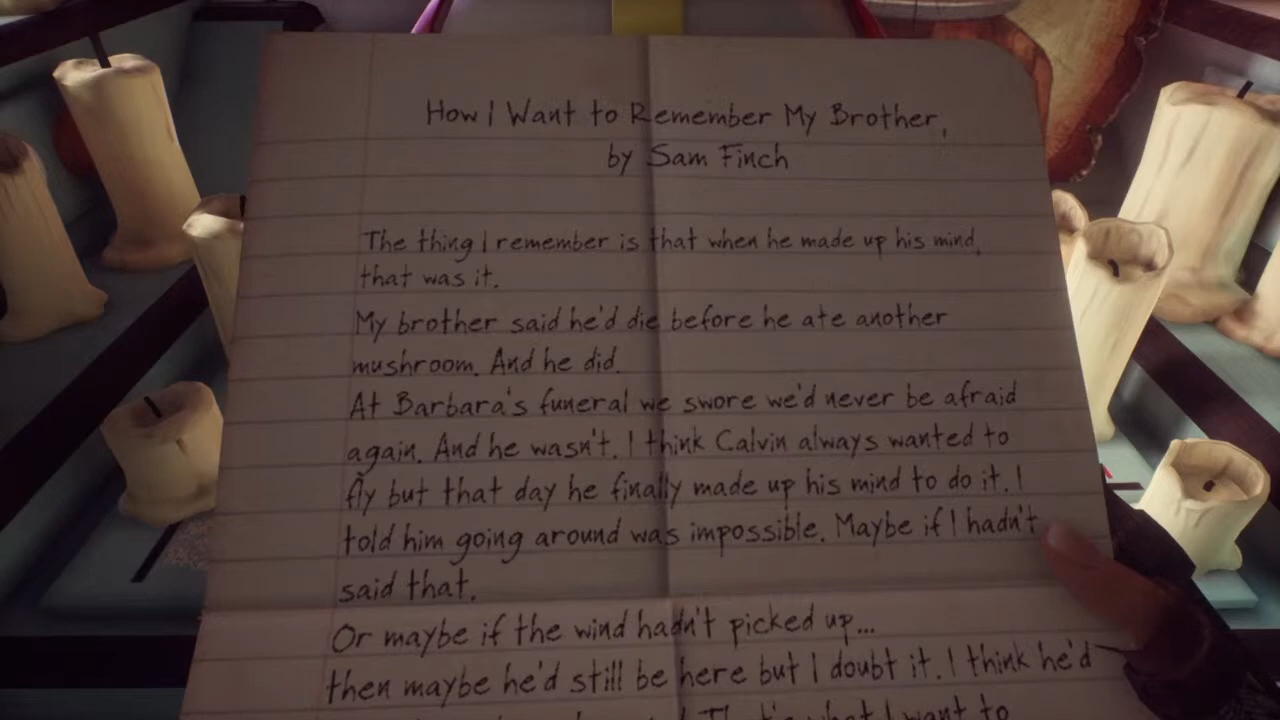 How I Want to Remember My Brother,
by Sam Finch
The thing I remember is that when he made up his mind,
that was it.
My brother said he'd die before he ate another
mushroom. And he did.
At Barbara's funeral we swore we'd never be afraid
again. And he wasn't. I think Calvin always wanted to
fly but that day he finally made up his mind to do it. I
told him going around was impossible. Maybe if I hadn't
said that.
Or maybe if the wind hadn't picked up...
then maybe he'd still be here but I doubt it. I think he'd
That's what I want to